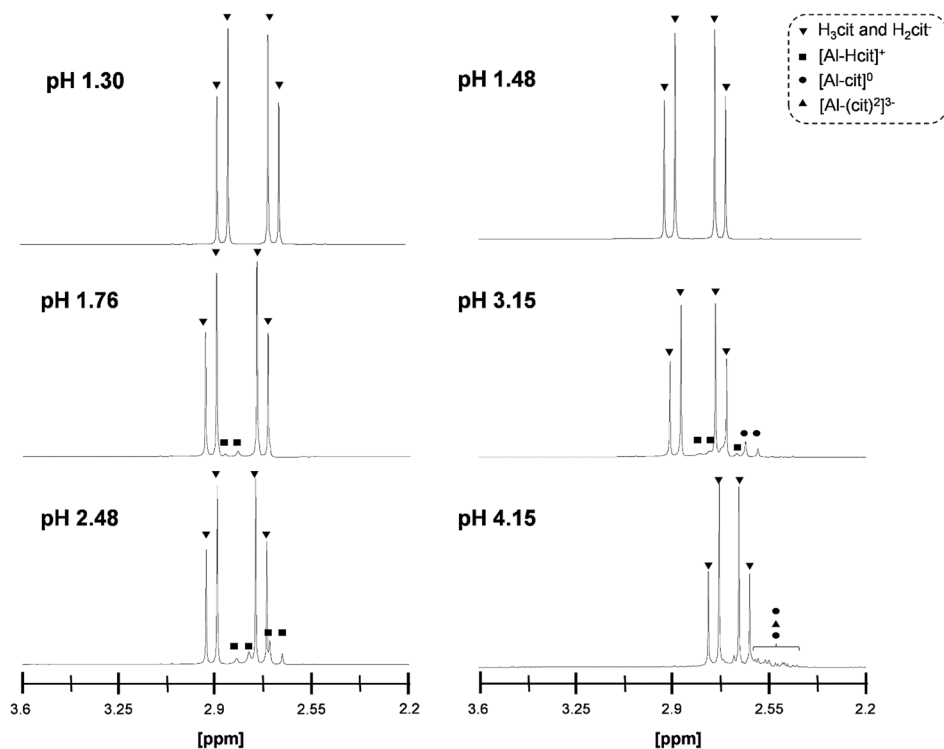 pH 1.30
pH 1.48
▼ H₃cit and H₂cit⁻
■ [Al-Hcit]⁺
● [Al-cit]⁰
▲ [Al-(cit)²]³⁻
pH 1.76
pH 3.15
pH 2.48
pH 4.15
3.6 3.25 2.9 2.55 2.2
[ppm]
3.6 3.25 2.9 2.55 2.2
[ppm]